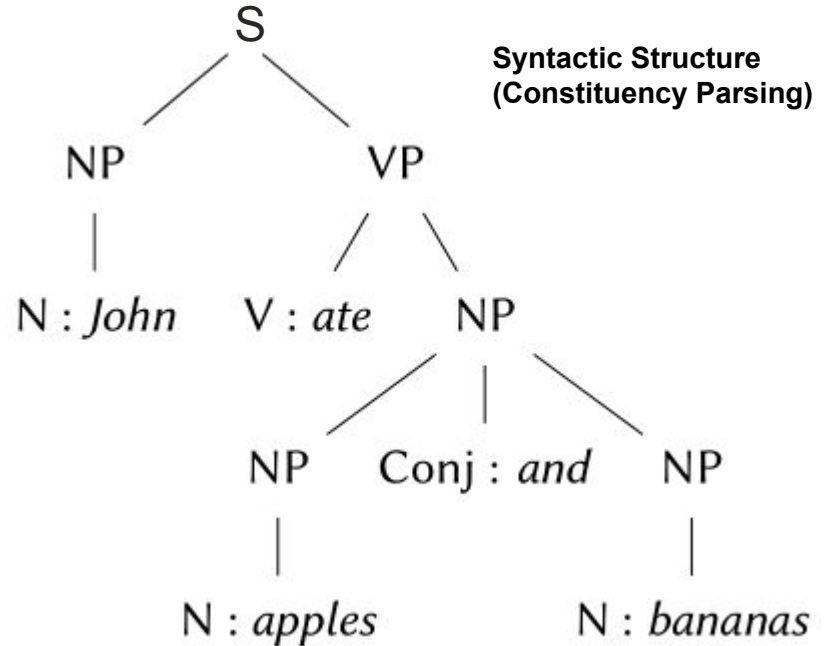 S
Syntactic Structure
(Constituency Parsing)
NP VP
N : John V : ate NP
NP Conj : and NP
N : apples N : bananas